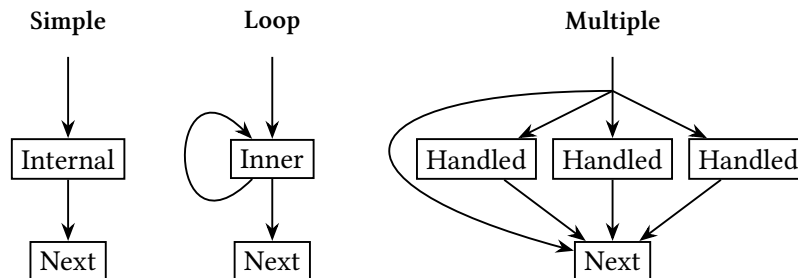 Simple Loop Multiple
Internal Inner Handled Handled Handled
Next Next Next